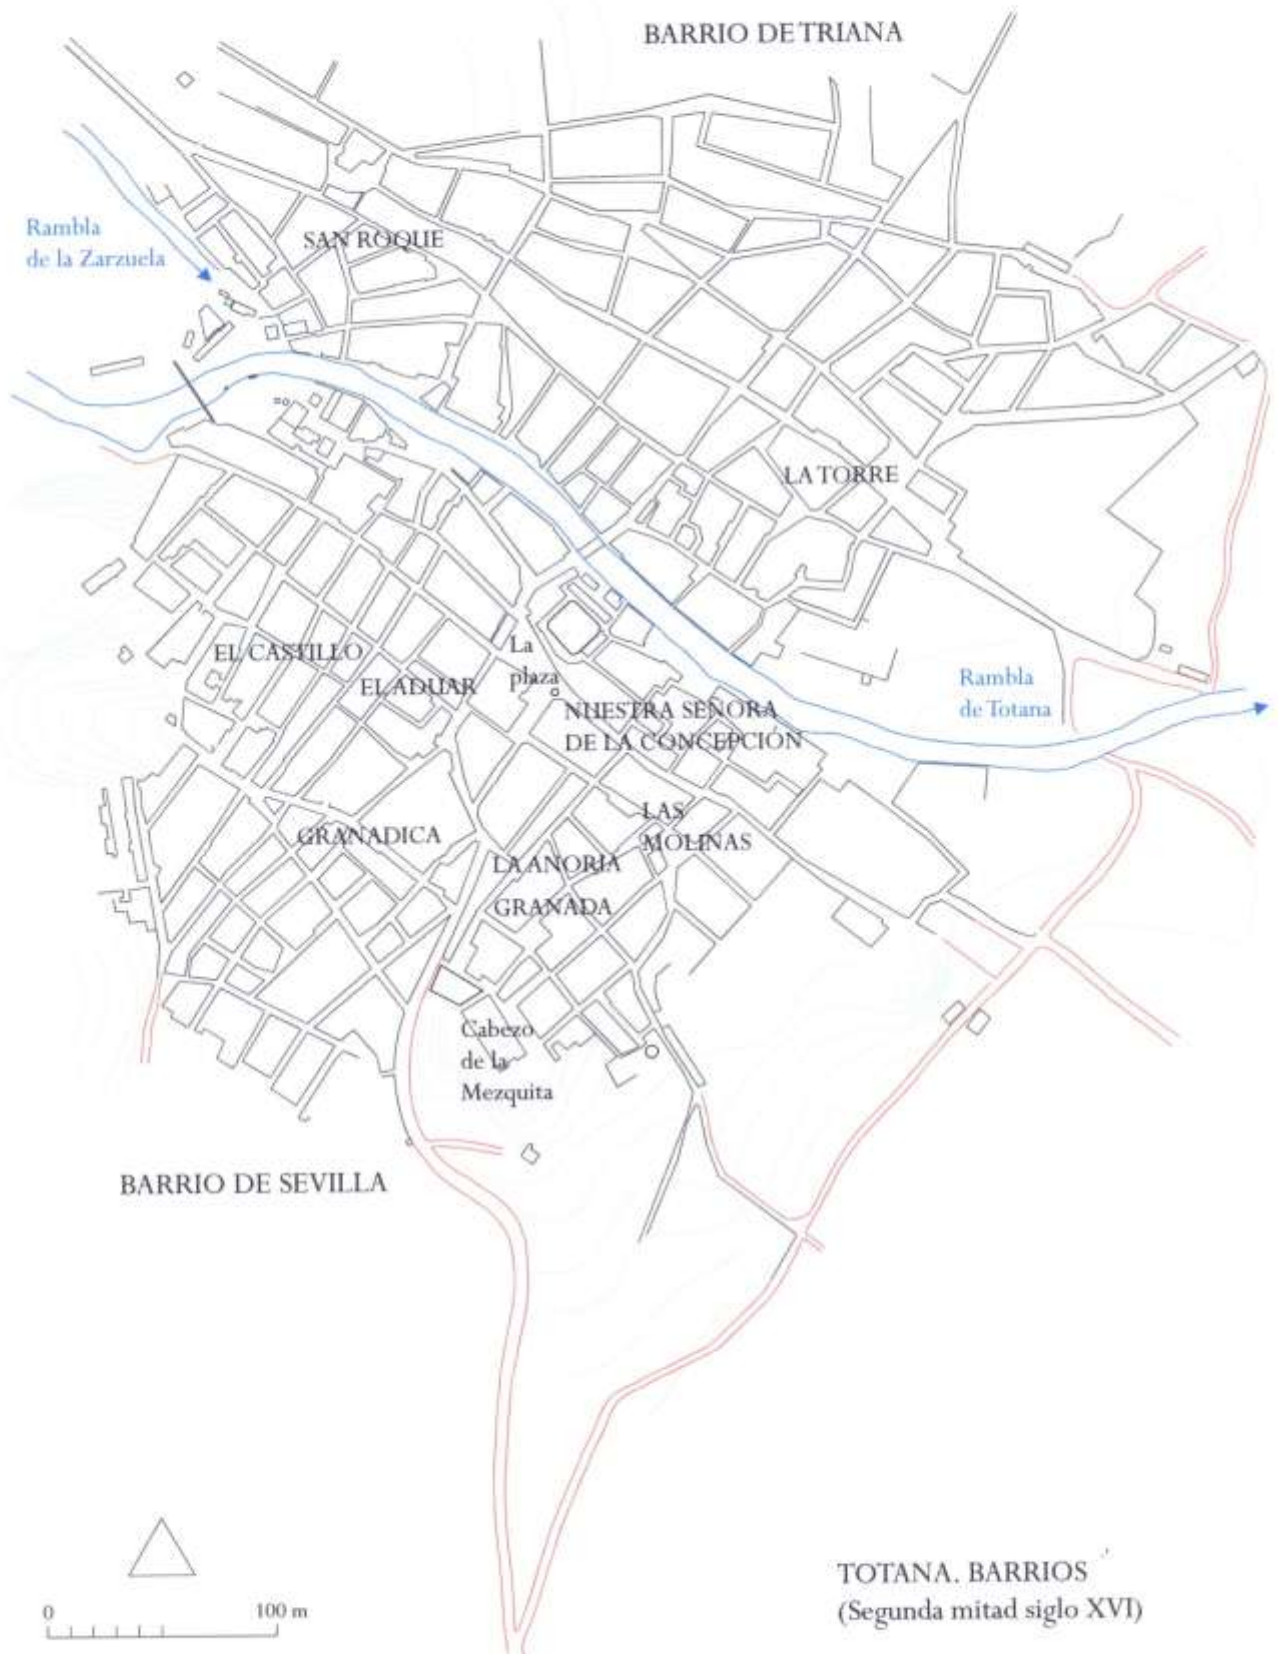 BARRIO DE TRIANA
Rambla
de la Zarzuela
SAN ROQUE
LA TORRE
EL CASTILLO
EL ADUAR
La
plaza
Rambla
de Totana
NUESTRA SEÑORA
DE LA CONCEPCIÓN
LAS
MOLINAS
GRANADICA
LA ANORIA
GRANADA
Cabezo
de la
Mezquita
BARRIO DE SEVILLA
0 100 m
TOTANA. BARRIOS
(Segunda mitad siglo XVI)